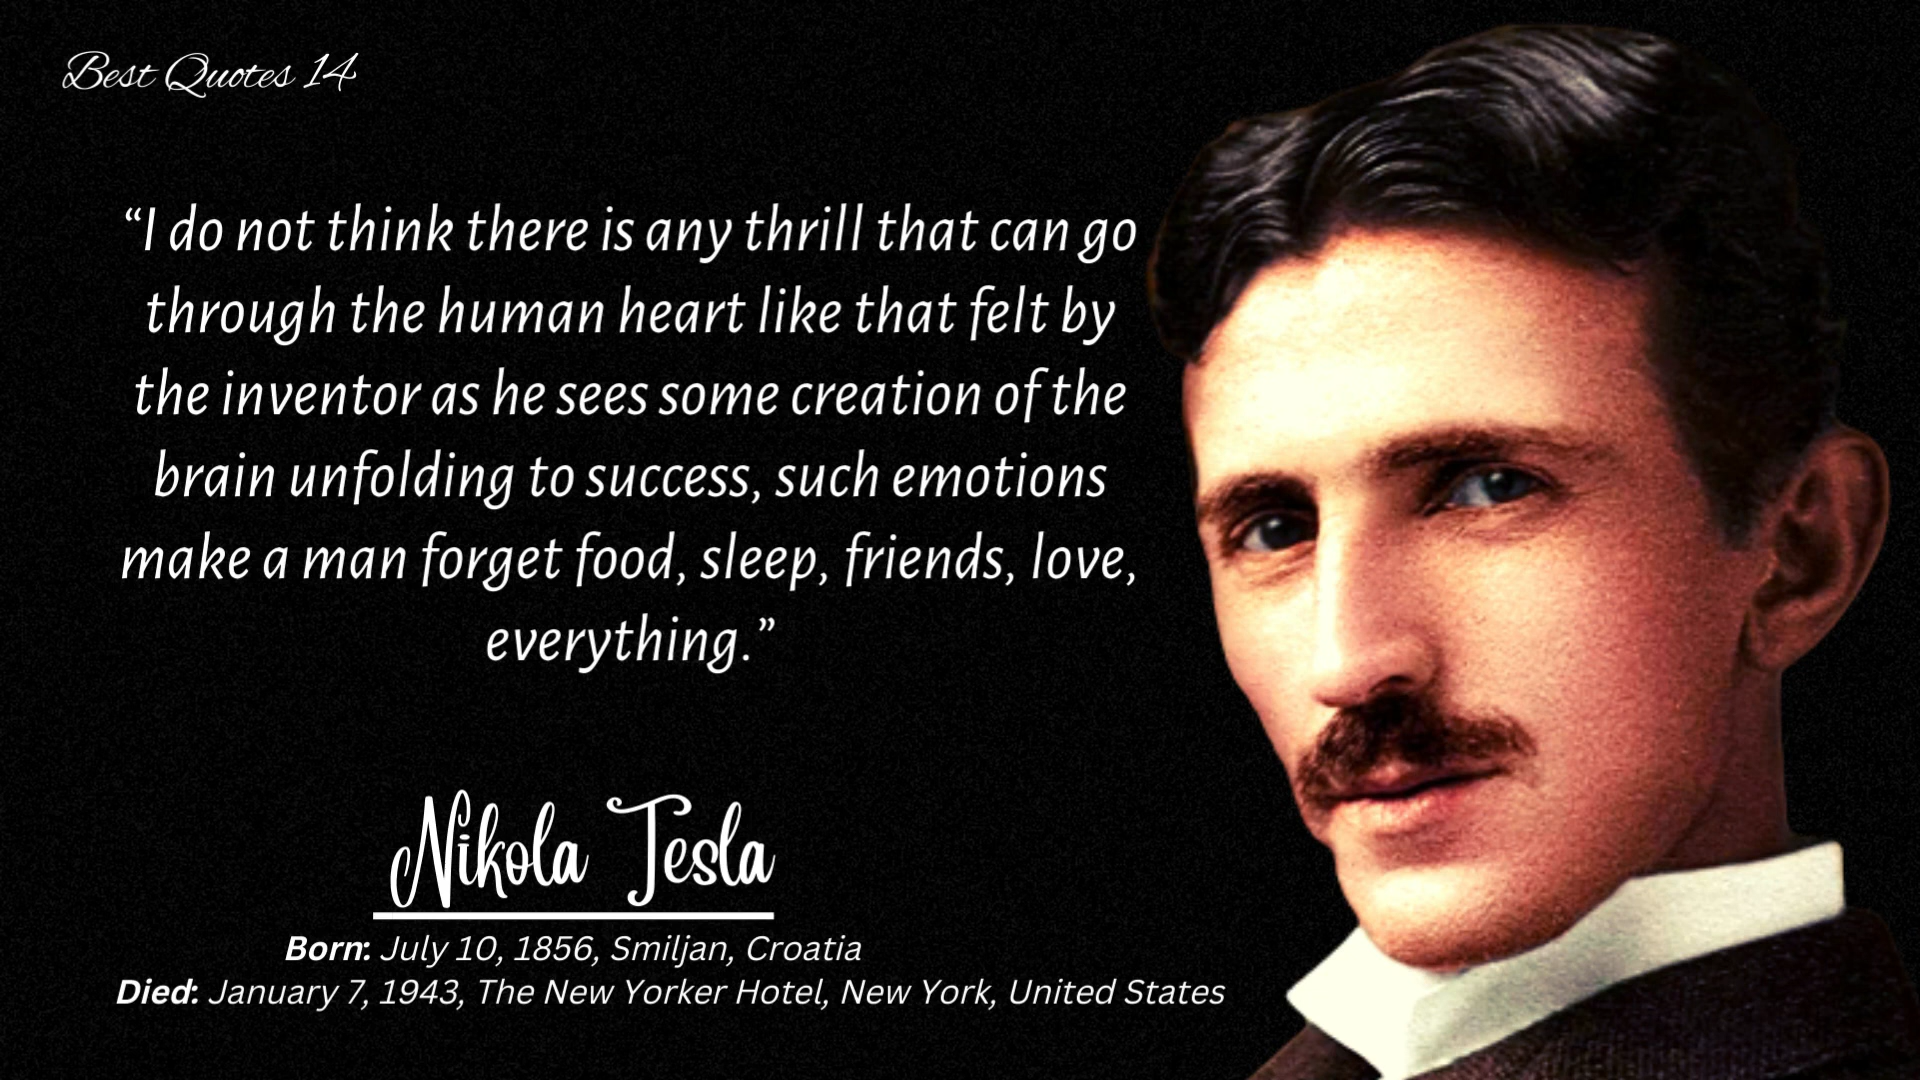 Best Quotes 14
“I do not think there is any thrill that can go
through the human heart like that felt by
the inventor as he sees some creation of the
brain unfolding to success, such emotions
make a man forget food, sleep, friends, love,
everything.”
Nikola Tesla
Born: July 10, 1856, Smiljan, Croatia
Died: January 7, 1943, The New Yorker Hotel, New York, United States